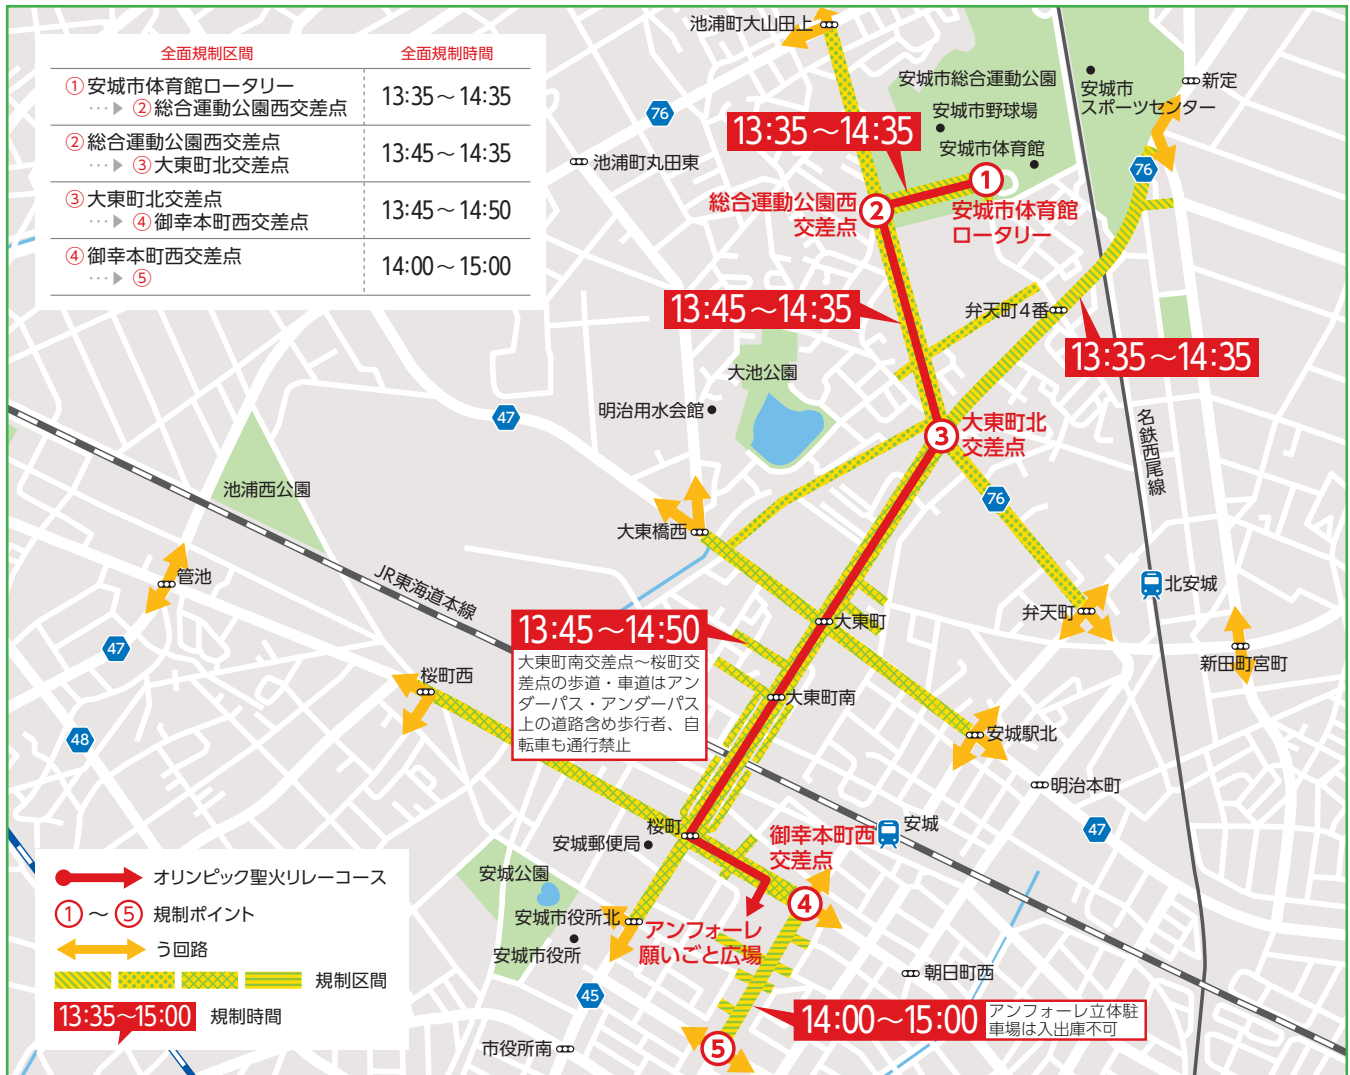 全面規制区間
全面規制時間
①安城市体育館ロータリー
②総合運動公園西交差点
13:35～14:35
②総合運動公園西交差点
③大東町北交差点
13:45～14:35
③大東町北交差点
④御幸本町西交差点
13:45～14:50
④御幸本町西交差点
⑤
14:00～15:00
池浦町大山田上
安城市総合運動公園
安城市
スポーツセンター
新定
76
13:35～14:35
安城市野球場
安城市体育館
池浦町丸田東
76
①
総合運動公園西
交差点
②
安城市体育館
ロータリー
13:45～14:35
弁天町4番
13:35～14:35
大池公園
明治用水会館
47
③
大東町北
交差点
名鉄西尾線
池浦西公園
76
大東橋西
管池
JR東海道本線
北安城
弁天町
大東町
47
13:45～14:50
大東町南交差点～桜町交
差点の歩道・車道はアン
ダーパス・アンダーパス
上の道路含め歩行者、自
転車も通行禁止
新田町宮町
桜町西
大東町南
48
安城駅北
明治本町
47
桜町
安城
御幸本町西
交差点
安城郵便局
安城公園
④
安城市役所北
アンフォーレ
願いごと広場
安城市役所
朝日町西
45
14:00～15:00
アンフォーレ立体駐
車場は入出庫不可
市役所南
⑤
オリンピック聖火リレーコース
①～⑤ 規制ポイント
う回路
規制区間
13:35～15:00 規制時間